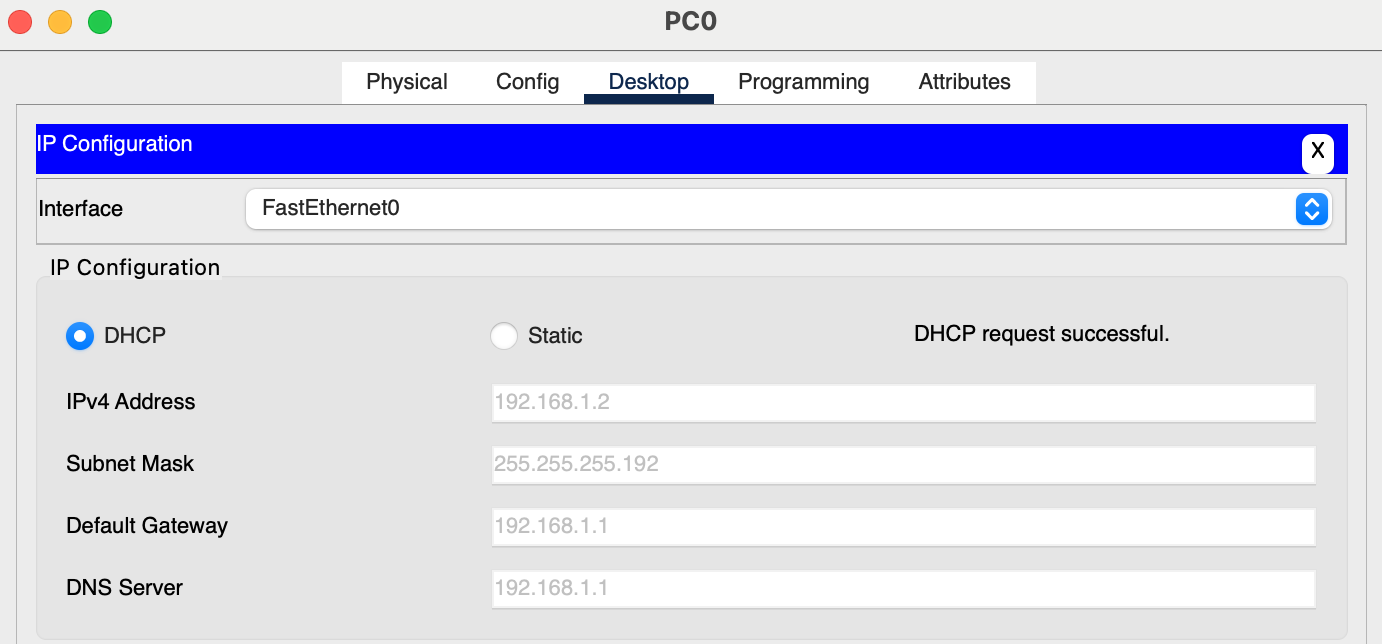 PC0
Physical Config Desktop Programming Attributes
IP Configuration X
Interface FastEthernet0
IP Configuration
DHCP Static DHCP request successful.
IPv4 Address 192.168.1.2
Subnet Mask 255.255.255.192
Default Gateway 192.168.1.1
DNS Server 192.168.1.1